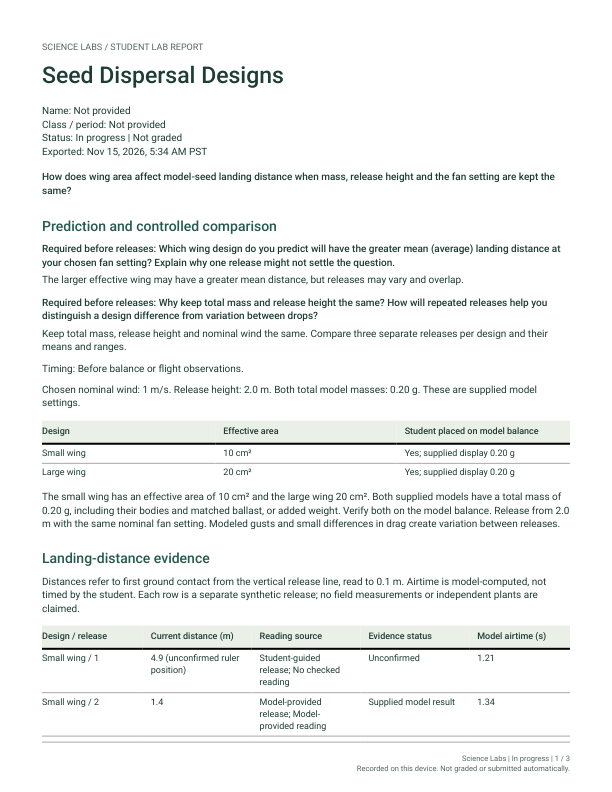 SCIENCE LABS / STUDENT LAB REPORT
Seed Dispersal Designs
Name: Not provided
Class / period: Not provided
Status: In progress | Not graded
Exported: Nov 15, 2026, 5:34 AM PST
How does wing area affect model-seed landing distance when mass, release height and the fan setting are kept the
same?
Prediction and controlled comparison
Required before releases: Which wing design do you predict will have the greater mean (average) landing distance at
your chosen fan setting? Explain why one release might not settle the question.
The larger effective wing may have a greater mean distance, but releases may vary and overlap.
Required before releases: Why keep total mass and release height the same? How will repeated releases help you
distinguish a design difference from variation between drops?
Keep total mass, release height and nominal wind the same. Compare three separate releases per design and their
means and ranges.
Timing: Before balance or flight observations.
Chosen nominal wind: 1 m/s. Release height: 2.0 m. Both total model masses: 0.20 g. These are supplied model
settings.
Design Effective area Student placed on model balance
Small wing 10 cm² Yes; supplied display 0.20 g
Large wing 20 cm² Yes; supplied display 0.20 g
The small wing has an effective area of 10 cm² and the large wing 20 cm². Both supplied models have a total mass of
0.20 g, including their bodies and matched ballast, or added weight. Verify both on the model balance. Release from 2.0
m with the same nominal fan setting. Modeled gusts and small differences in drag create variation between releases.
Landing-distance evidence
Distances refer to first ground contact from the vertical release line, read to 0.1 m. Airtime is model-computed, not
timed by the student. Each row is a separate synthetic release; no field measurements or independent plants are
claimed.
Design / release Current distance (m) Reading source Evidence status Model airtime (s)
Small wing / 1 4.9 (unconfirmed ruler Student-guided Unconfirmed 1.21
position) release; No checked
reading
Small wing / 2 1.4 Model-provided Supplied model result 1.34
release; Model-
provided reading
Science Labs | In progress | 1 / 3
Recorded on this device. Not graded or submitted automatically.